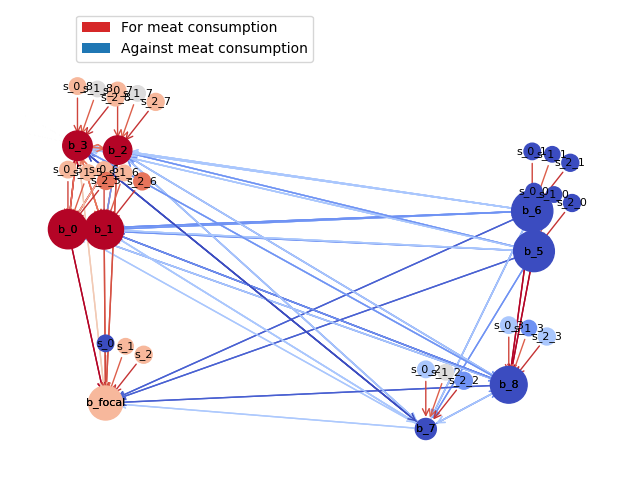 For meat consumption
Against meat consumption
s_0_8
s_1_8
s_2_8
s_0_7
s_1_7
s_2_7
b_3
b_2
s_0_5
s_1_5
s_2_5
s_0_6
s_1_6
s_2_6
b_0
b_1
s_0_1
s_1_1
s_2_1
s_0_0
s_1_0
s_2_0
b_6
b_5
s_0
s_1
s_2
b_focal
s_0_3
s_1_3
s_2_3
s_0_2
s_1_2
s_2_2
b_8
b_7